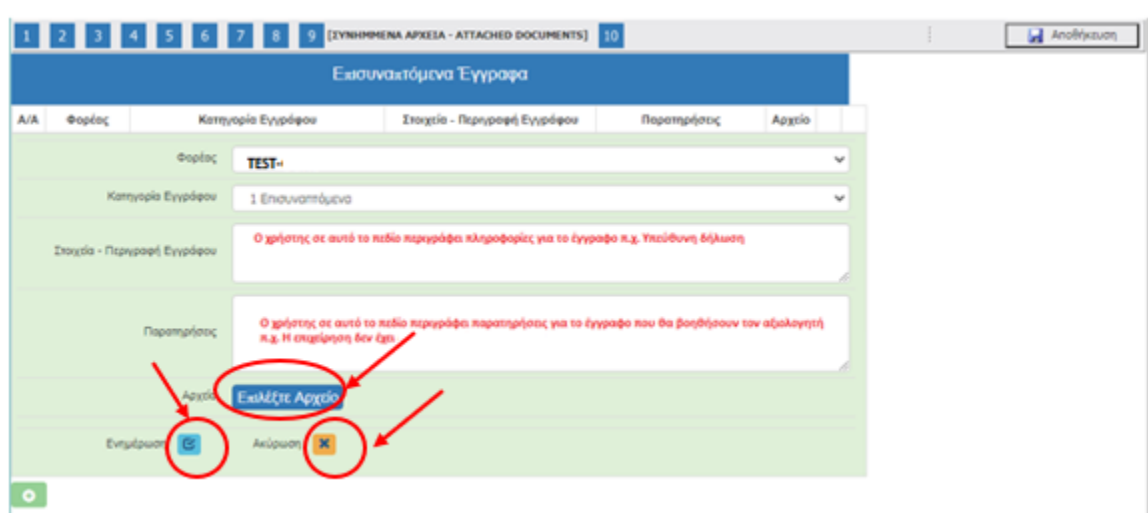 1 2 3 4 5 6 7 8 9 [ΣΥΝΗΜΜΕΝΑ ΑΡΧΕΙΑ - ATTACHED DOCUMENTS] 10 Αποθήκευση
Επισυναπτόμενα Έγγραφα
Α/Α Φορέας Κατηγορία Εγγράφου Στοιχεία - Περιγραφή Εγγράφου Παρατηρήσεις Αρχείο
Φορέας TEST-
Κατηγορία Εγγράφου 1 Επισυναπτόμενα
Στοιχεία - Περιγραφή Εγγράφου Ο χρήστης σε αυτό το πεδίο περιγράφει πληροφορίες για το έγγραφο π.χ. Υπεύθυνη δήλωση
Παρατηρήσεις Ο χρήστης σε αυτό το πεδίο περιγράφει παρατηρήσεις για το έγγραφο που θα βοηθήσουν τον αξιολογητή
π.χ. Η επιχείρηση δεν έχει
Αρχείο Επιλέξτε Αρχείο
Ενημέρωση Ακύρωση